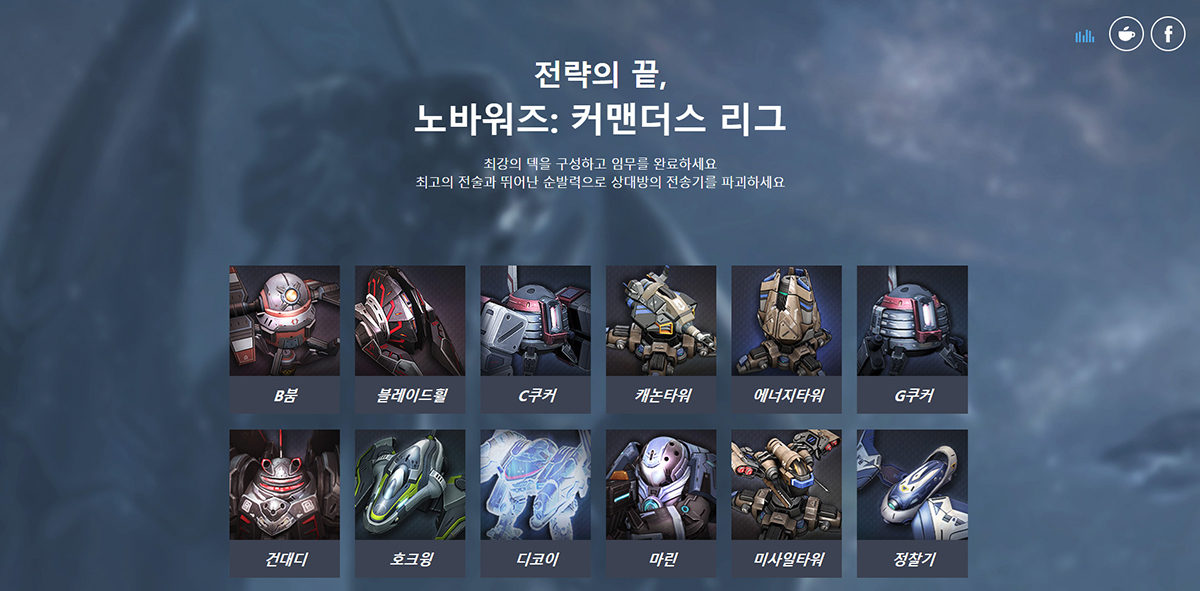 전략의 끝,
노바워즈: 커맨더스 리그
최강의 덱을 구성하고 임무를 완료하세요
최고의 전술과 뛰어난 순발력으로 상대방의 전송기를 파괴하세요
B붐
블레이드휠
C쿠커
캐논타워
에너지타워
G쿠커
건대디
호크윙
디코이
마린
미사일타워
정찰기